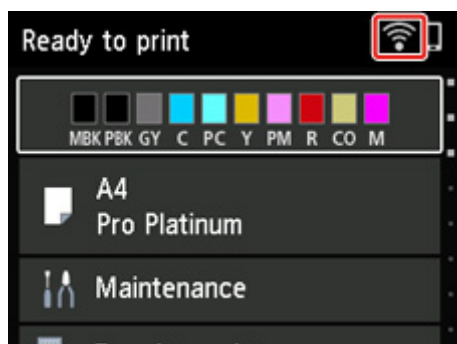 Ready to print
MBK PBK GY C PC Y PM R CO M
A4
Pro Platinum
Maintenance